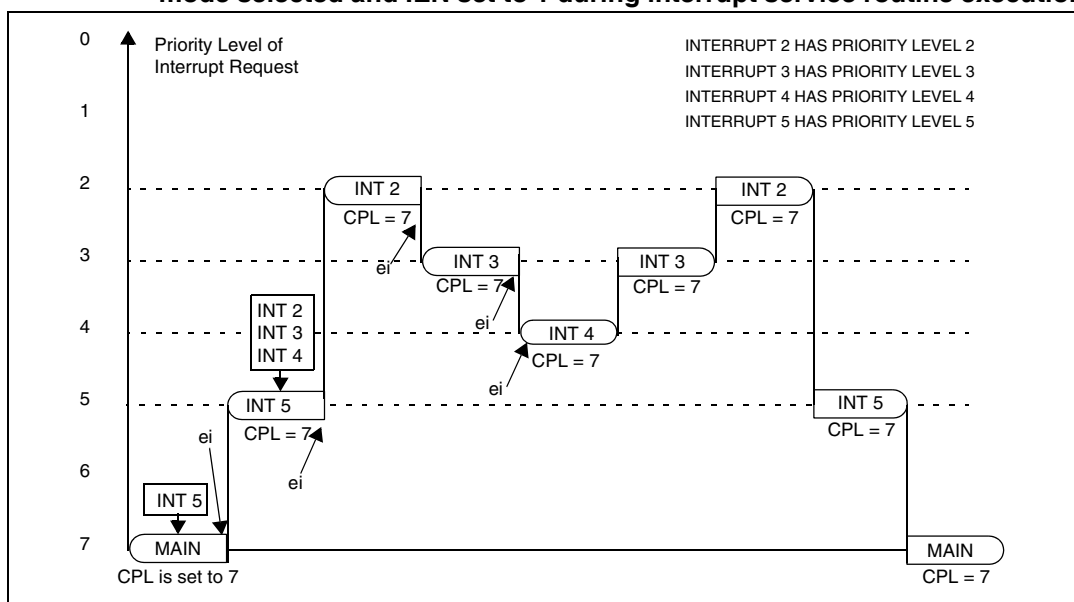 mode selected and IEN set to 1 during interrupt service routine execution
0
Priority Level of
Interrupt Request
INTERRUPT 2 HAS PRIORITY LEVEL 2
INTERRUPT 3 HAS PRIORITY LEVEL 3
INTERRUPT 4 HAS PRIORITY LEVEL 4
INTERRUPT 5 HAS PRIORITY LEVEL 5
1
2
INT 2
CPL = 7
INT 2
CPL = 7
ei
3
INT 3
CPL = 7
INT 3
CPL = 7
ei
INT 2
INT 3
INT 4
4
INT 4
CPL = 7
ei
5
INT 5
CPL = 7
INT 5
CPL = 7
ei
ei
6
INT 5
7
MAIN
CPL is set to 7
MAIN
CPL = 7